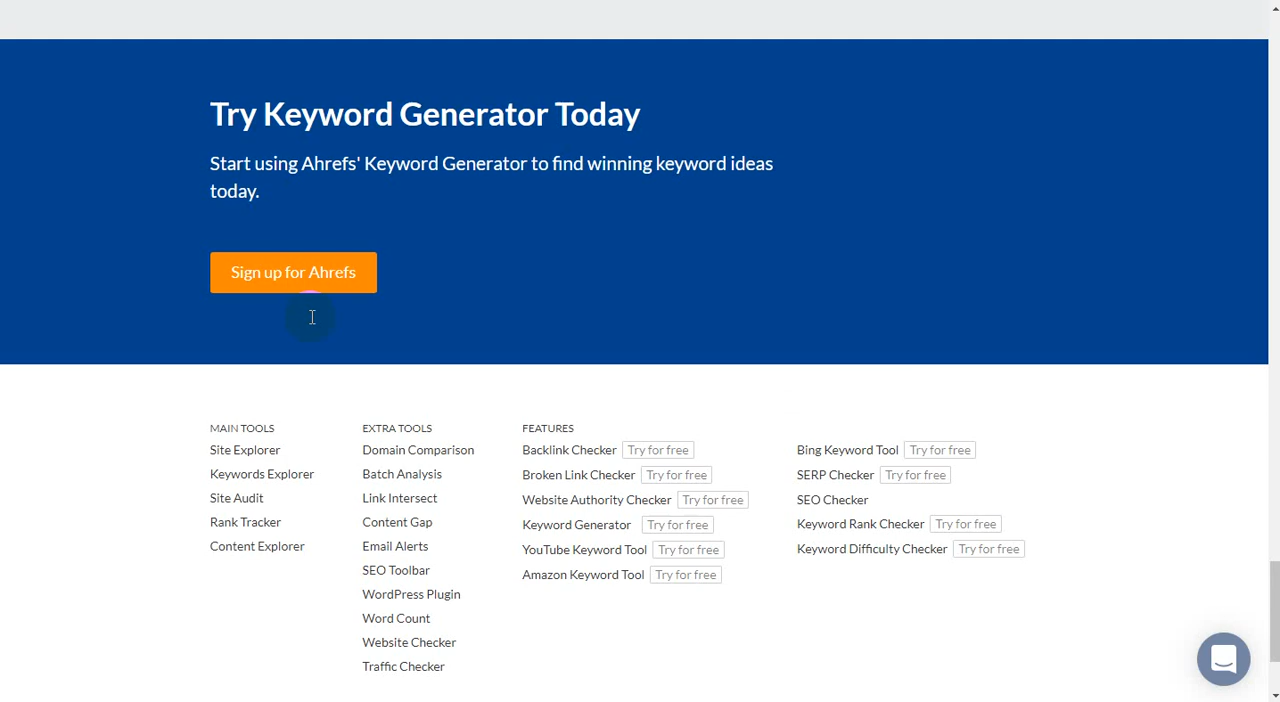 Try Keyword Generator Today
Start using Ahrefs' Keyword Generator to find winning keyword ideas
today.
Sign up for Ahrefs
MAIN TOOLS
Site Explorer
Keywords Explorer
Site Audit
Rank Tracker
Content Explorer
EXTRA TOOLS
Domain Comparison
Batch Analysis
Link Intersect
Content Gap
Email Alerts
SEO Toolbar
WordPress Plugin
Word Count
Website Checker
Traffic Checker
FEATURES
Backlink Checker Try for free
Broken Link Checker Try for free
Website Authority Checker Try for free
Keyword Generator Try for free
YouTube Keyword Tool Try for free
Amazon Keyword Tool Try for free
Bing Keyword Tool Try for free
SERP Checker Try for free
SEO Checker
Keyword Rank Checker Try for free
Keyword Difficulty Checker Try for free